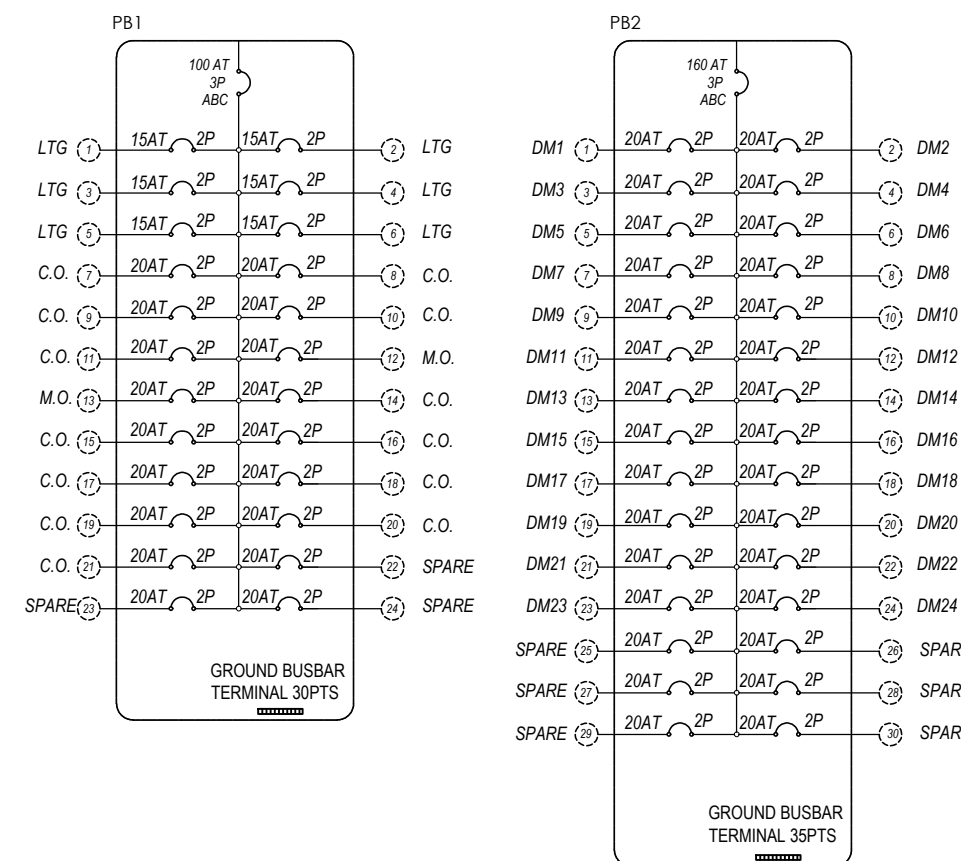 PB1
100 AT
3P
ABC
LTG 1 15AT 2P 15AT 2P 2 LTG
LTG 3 15AT 2P 15AT 2P 4 LTG
LTG 5 15AT 2P 15AT 2P 6 LTG
C.O. 7 20AT 2P 20AT 2P 8 C.O.
C.O. 9 20AT 2P 20AT 2P 10 C.O.
C.O. 11 20AT 2P 20AT 2P 12 M.O.
M.O. 13 20AT 2P 20AT 2P 14 C.O.
C.O. 15 20AT 2P 20AT 2P 16 C.O.
C.O. 17 20AT 2P 20AT 2P 18 C.O.
C.O. 19 20AT 2P 20AT 2P 20 C.O.
C.O. 21 20AT 2P 20AT 2P 22 SPARE
SPARE 23 20AT 2P 20AT 2P 24 SPARE
GROUND BUSBAR
TERMINAL 30PTS
PB2
160 AT
3P
ABC
DM1 1 20AT 2P 20AT 2P 2 DM2
DM3 3 20AT 2P 20AT 2P 4 DM4
DM5 5 20AT 2P 20AT 2P 6 DM6
DM7 7 20AT 2P 20AT 2P 8 DM8
DM9 9 20AT 2P 20AT 2P 10 DM10
DM11 11 20AT 2P 20AT 2P 12 DM12
DM13 13 20AT 2P 20AT 2P 14 DM14
DM15 15 20AT 2P 20AT 2P 16 DM16
DM17 17 20AT 2P 20AT 2P 18 DM18
DM19 19 20AT 2P 20AT 2P 20 DM20
DM21 21 20AT 2P 20AT 2P 22 DM22
DM23 23 20AT 2P 20AT 2P 24 DM24
SPARE 25 20AT 2P 20AT 2P 26 SPAR
SPARE 27 20AT 2P 20AT 2P 28 SPAR
SPARE 29 20AT 2P 20AT 2P 30 SPAR
GROUND BUSBAR
TERMINAL 35PTS